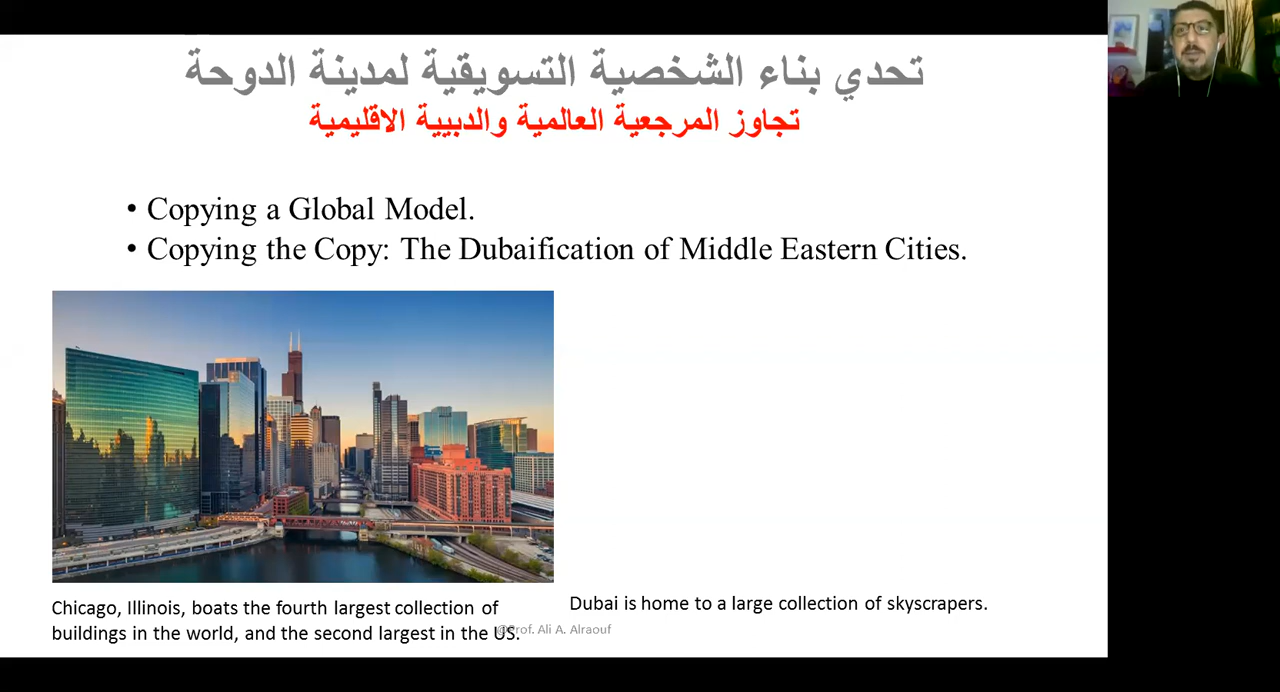 تحدي بناء الشخصية التسويقية لمدينة الدوحة
تجاوز المرجعية العالمية والدبيية الاقليمية
• Copying a Global Model.
• Copying the Copy: The Dubaification of Middle Eastern Cities.
Chicago, Illinois, boats the fourth largest collection of
buildings in the world, and the second largest in the US.
Dubai is home to a large collection of skyscrapers.
@Prof. Ali A. Alraouf